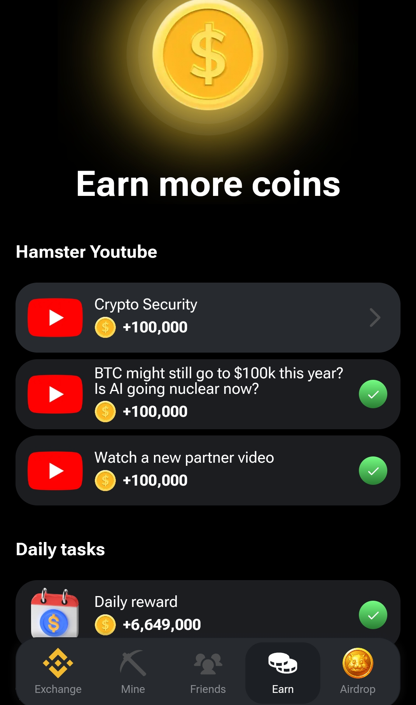 Earn more coins
Hamster Youtube
Crypto Security
+100,000
BTC might still go to $100k this year?
Is AI going nuclear now?
+100,000
Watch a new partner video
+100,000
Daily tasks
Daily reward
+6,649,000
Exchange
Mine
Friends
Earn
Airdrop